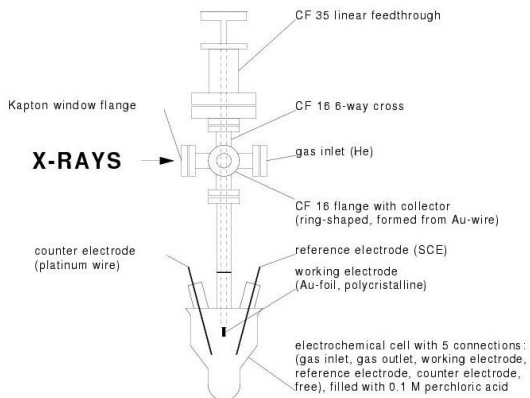 CF 35 linear feedthrough
Kapton window flange
CF 16 6-way cross
X-RAYS
gas inlet (He)
CF 16 flange with collector
(ring-shaped, formed from Au-wire)
counter electrode
(platinum wire)
reference electrode (SCE)
working electrode
(Au-foil, polycristalline)
electrochemical cell with 5 connections:
(gas inlet, gas outlet, working electrode,
reference electrode, counter electrode,
free), filled with 0.1 M perchloric acid